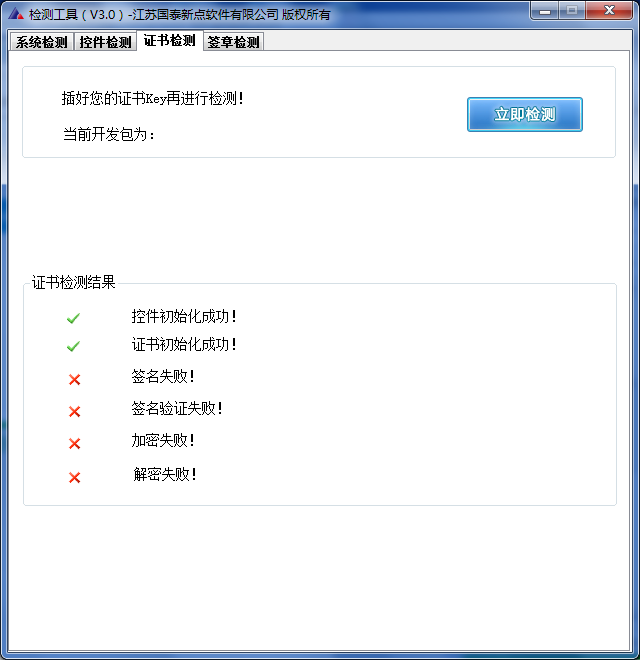 检测工具（V3.0）-江苏国泰新点软件有限公司 版权所有
系统检测 控件检测 证书检测 签章检测
插好您的证书Key再进行检测!
立即检测
当前开发包为:
证书检测结果
控件初始化成功!
证书初始化成功!
签名失败!
签名验证失败!
加密失败!
解密失败!